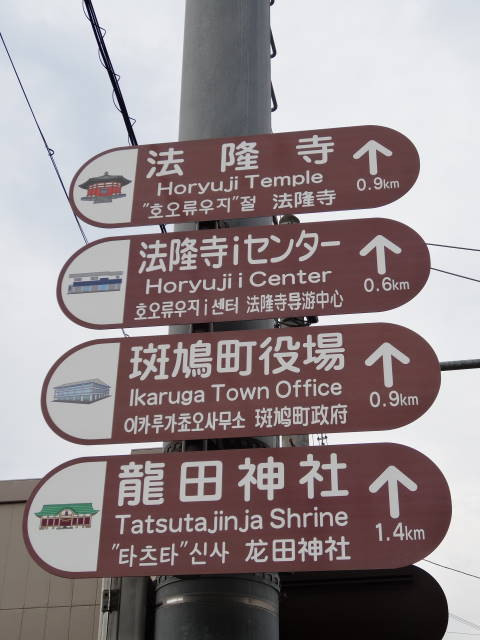 法隆寺
Horyuji Temple
"호오류우지"절 法隆寺
0.9km
法隆寺iセンター
Horyuji i Center
호오류우지i센터 法隆寺导游中心
0.6km
斑鳩町役場
Ikaruga Town Office
이카루가쵸오사무소 斑鳩町政府
0.9km
龍田神社
Tatsutajinja Shrine
"타츠타"신사 龙田神社
1.4km